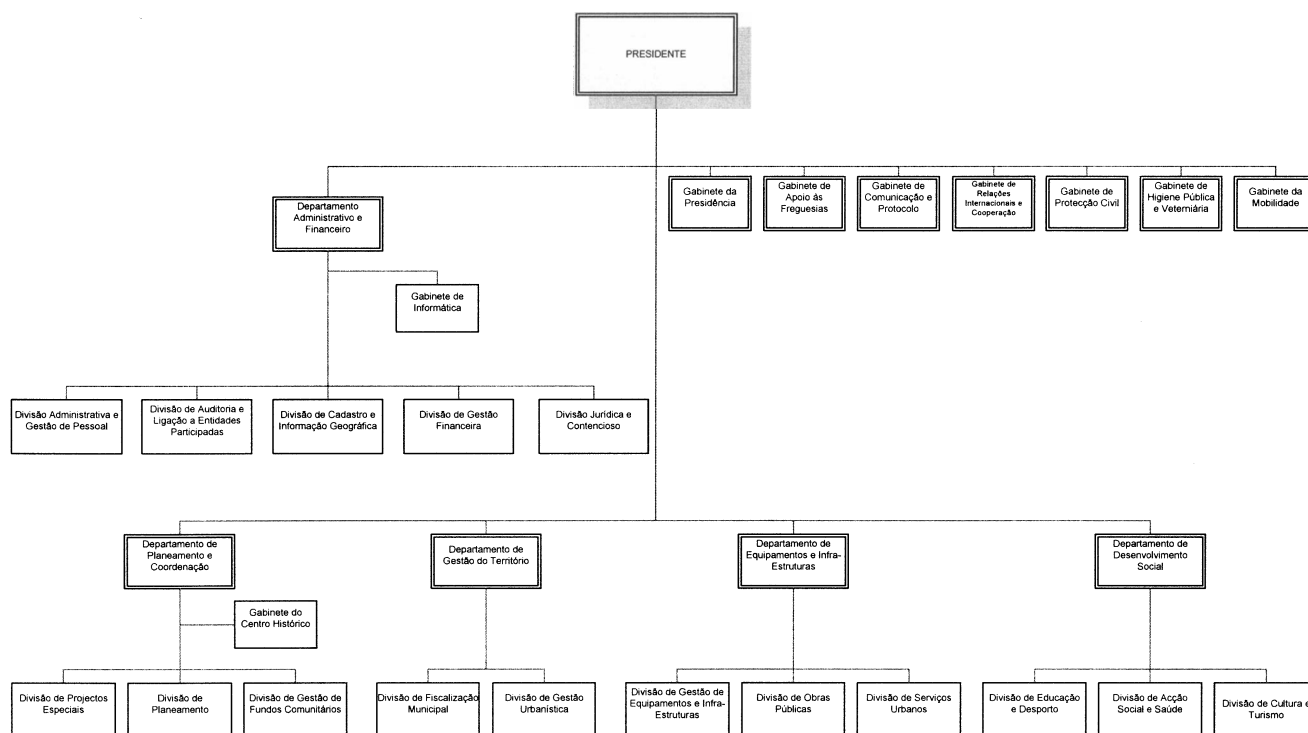 PRESIDENTE
Departamento
Administrativo e
Financeiro
Gabinete da
Presidência
Gabinete de
Apoio às
Freguesias
Gabinete de
Comunicação e
Protocolo
Gabinete de
Relações
Internacionais e
Cooperação
Gabinete de
Protecção Civil
Gabinete de
Higiene Pública
e Veterniária
Gabinete da
Mobilidade
Gabinete de
Informática
Divisão Administrativa e
Gestão de Pessoal
Divisão de Auditoria e
Ligação a Entidades
Participadas
Divisão de Cadastro e
Informação Geográfica
Divisão de Gestão
Financeira
Divisão Jurídica e
Contencioso
Departamento de
Planeamento e
Coordenação
Departamento de
Gestão do Território
Departamento de
Equipamentos e Infra-
Estruturas
Departamento de
Desenvolvimento
Social
Gabinete do
Centro Histórico
Divisão de Projectos
Especiais
Divisão de
Planeamento
Divisão de Gestão de
Fundos Comunitários
Divisão de Fiscalização
Municipal
Divisão de Gestão
Urbanística
Divisão de Gestão de
Equipamentos e Infra-
Estruturas
Divisão de Obras
Públicas
Divisão de Serviços
Urbanos
Divisão de Educação
e Desporto
Divisão de Acção
Social e Saúde
Divisão de Cultura e
Turismo